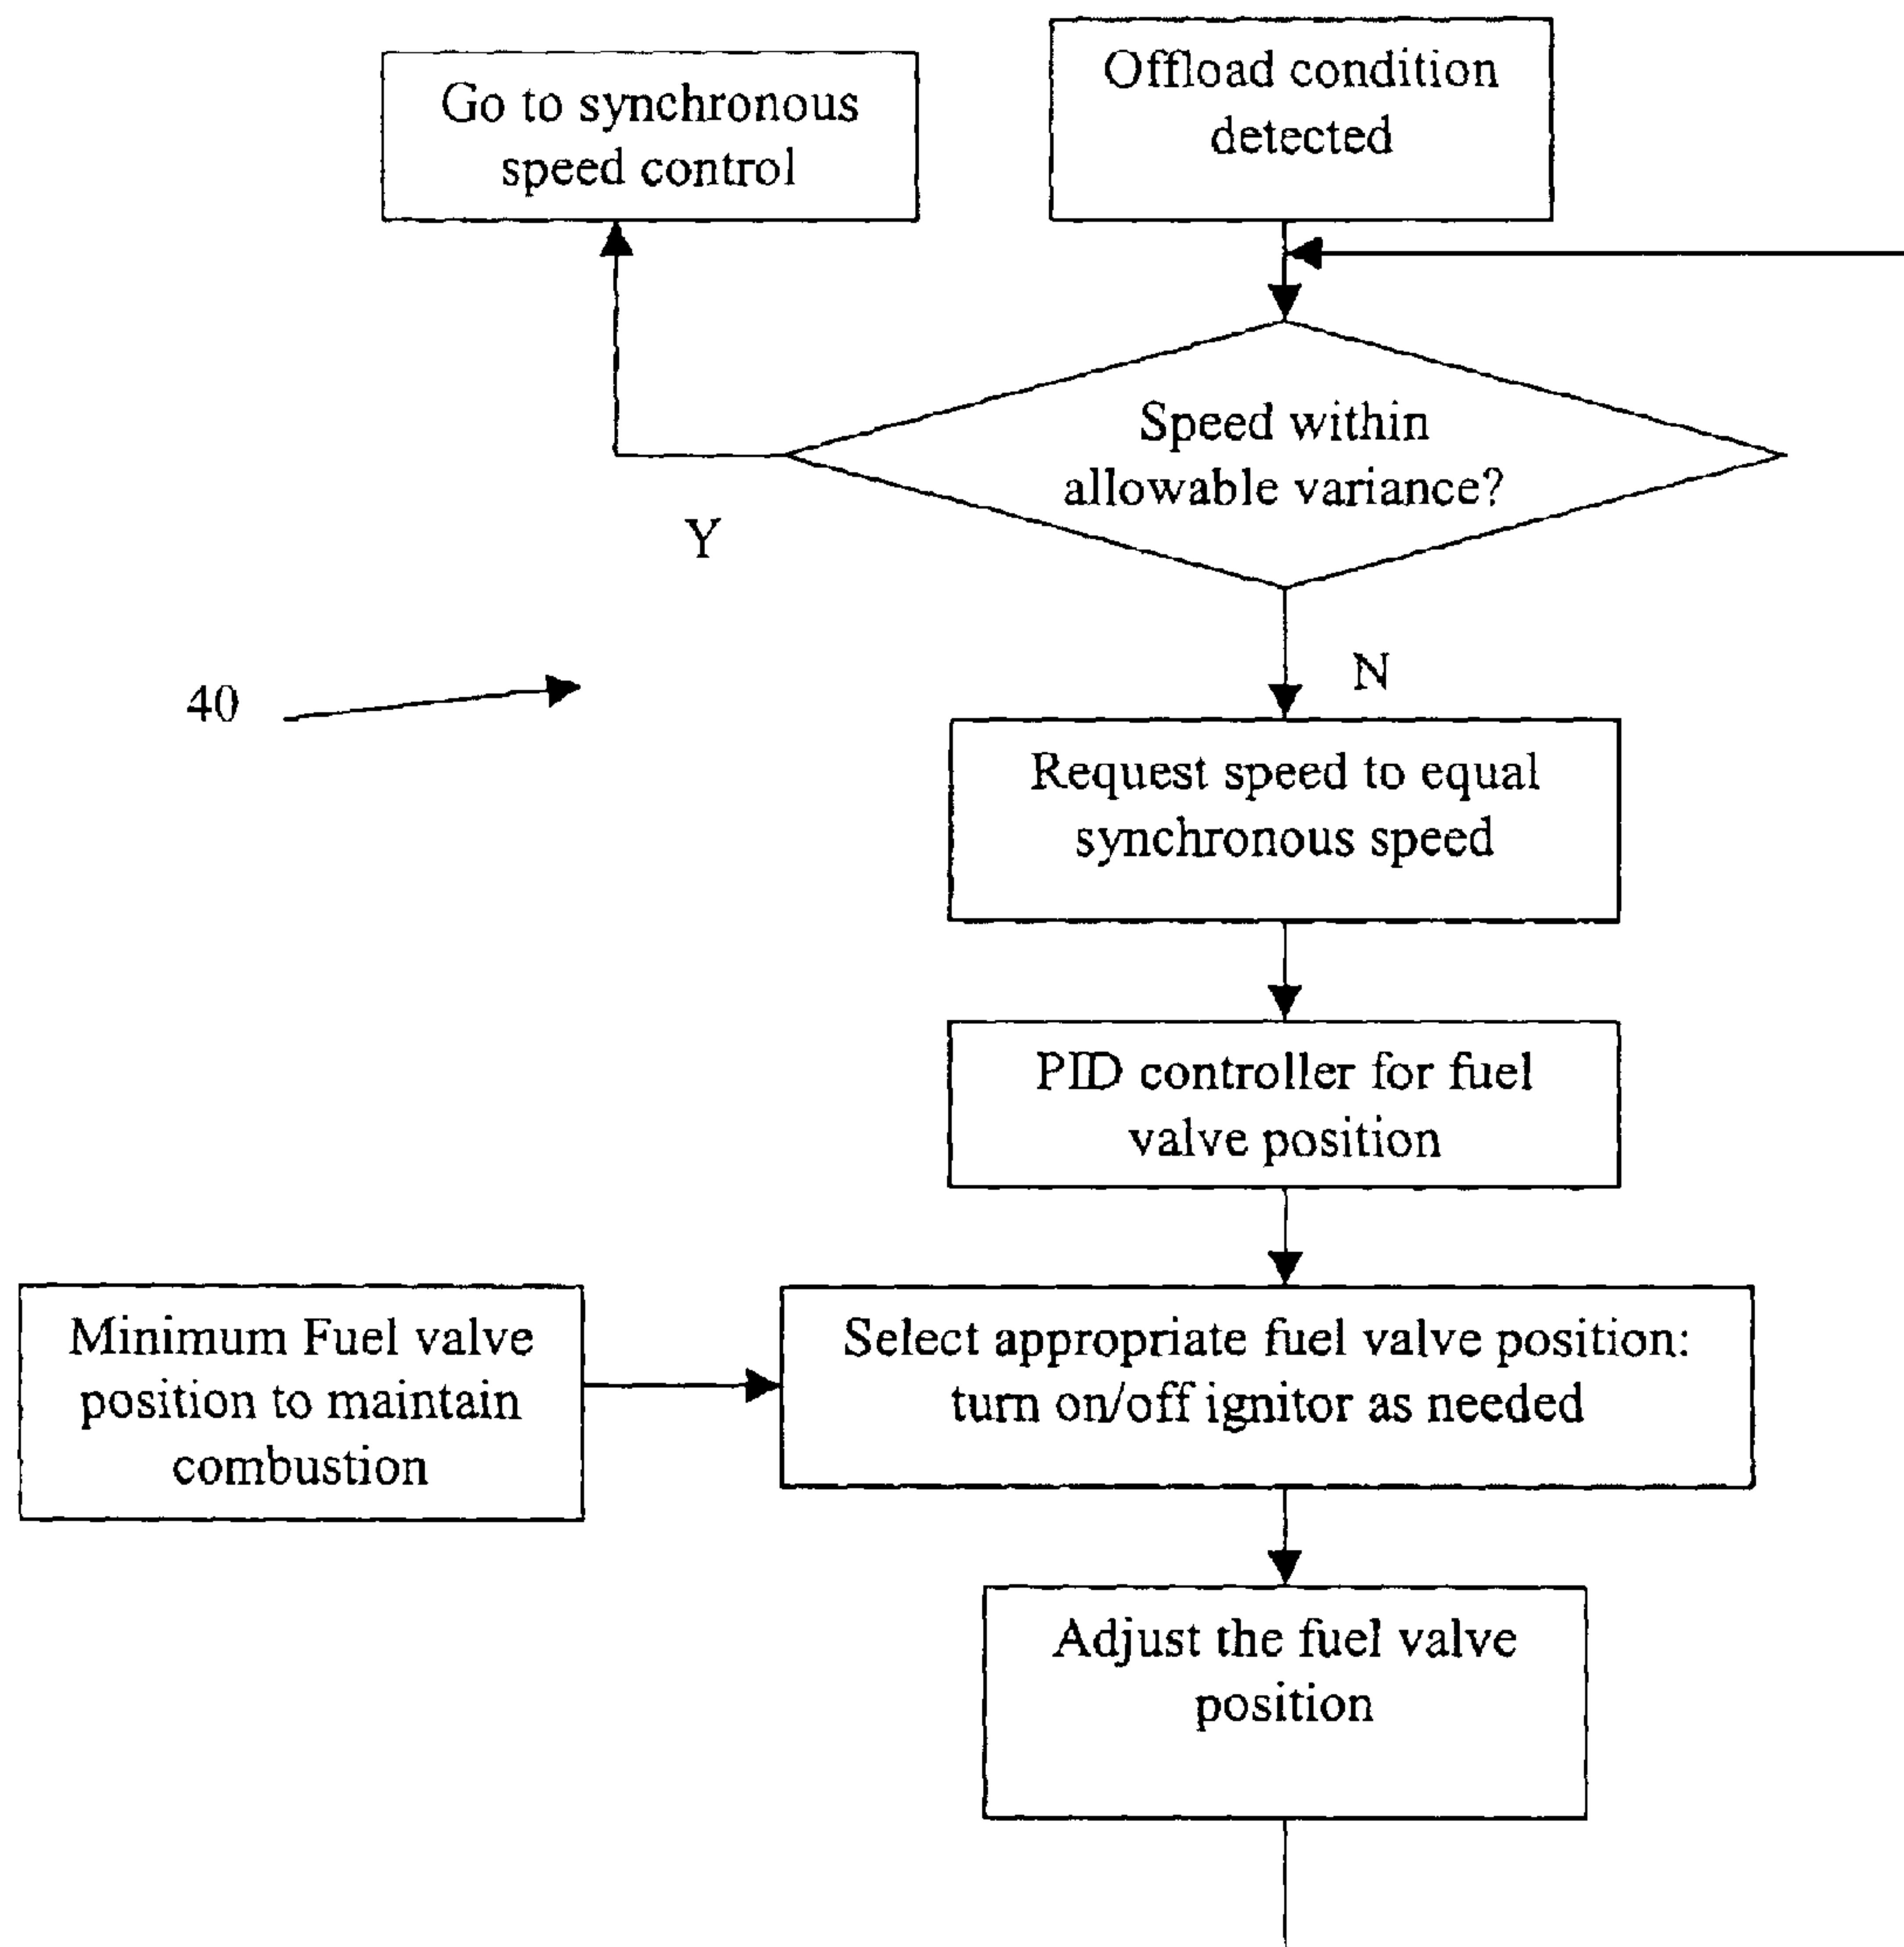 Offload condition
detected
Go to synchronous
speed control
Speed within
allowable variance?
Y
N
40
Request speed to equal
synchronous speed
PID controller for fuel
valve position
Minimum Fuel valve
position to maintain
combustion
Select appropriate fuel valve position:
turn on/off ignitor as needed
Adjust the fuel valve
position